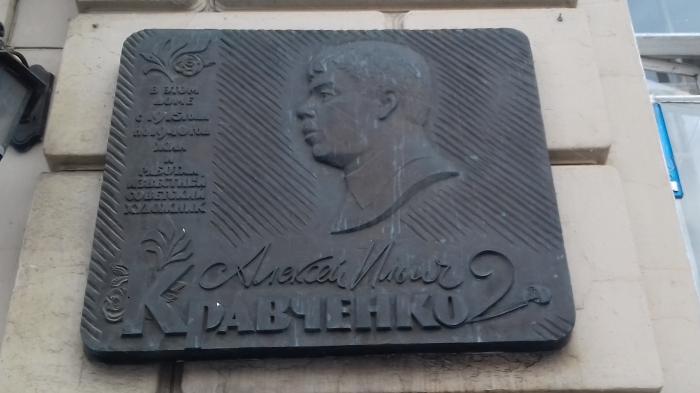 В ЭТОМ
ДОМЕ
ЖИЛ
И
РАБОТАЛ
ИЗВЕСТНЫЙ
СОВЕТСКИЙ
ХУДОЖНИК
Алексей Ильич
КРАВЧЕНКО